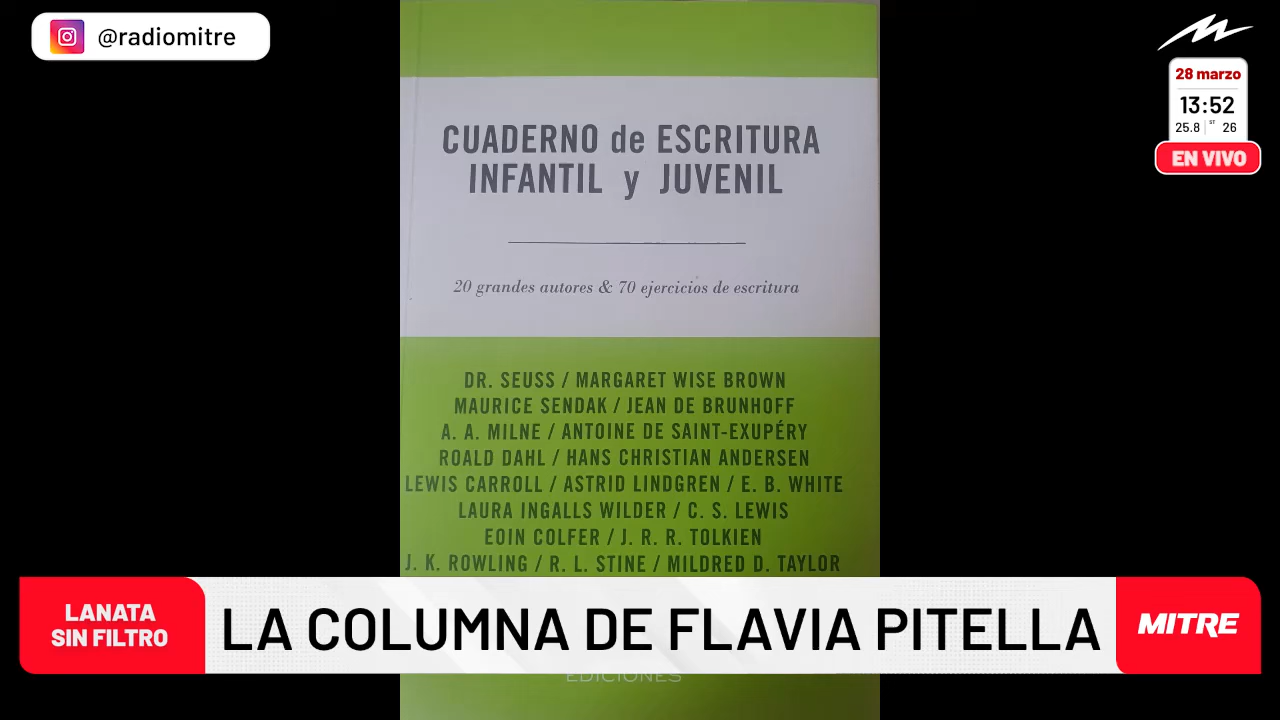 @radiomitre
28 marzo
13:52
25.8 ST 26
EN VIVO
CUADERNO de ESCRITURA
INFANTIL y JUVENIL
20 grandes autores & 70 ejercicios de escritura
DR. SEUSS / MARGARET WISE BROWN
MAURICE SENDAK / JEAN DE BRUNHOFF
A. A. MILNE / ANTOINE DE SAINT-EXUPÉRY
ROALD DAHL / HANS CHRISTIAN ANDERSEN
LEWIS CARROLL / ASTRID LINDGREN / E. B. WHITE
LAURA INGALLS WILDER / C. S. LEWIS
EOIN COLFER / J. R. R. TOLKIEN
J. K. ROWLING / R. L. STINE / MILDRED D. TAYLOR
LANATA
SIN FILTRO
LA COLUMNA DE FLAVIA PITELLA
MITRE
EDICIONES